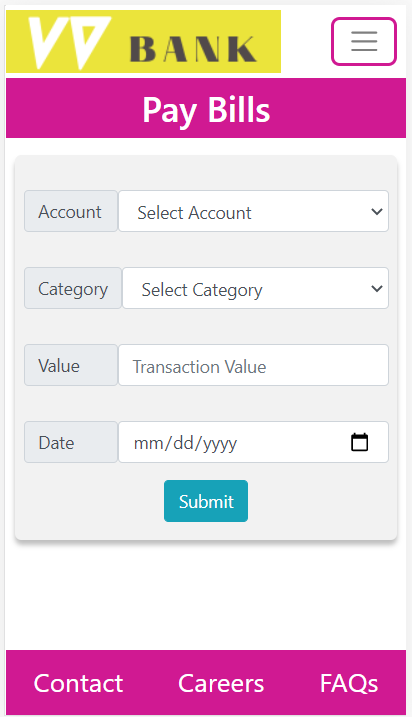 VP BANK
Pay Bills
Account Select Account
Category Select Category
Value Transaction Value
Date mm/dd/yyyy
Submit
Contact Careers FAQs